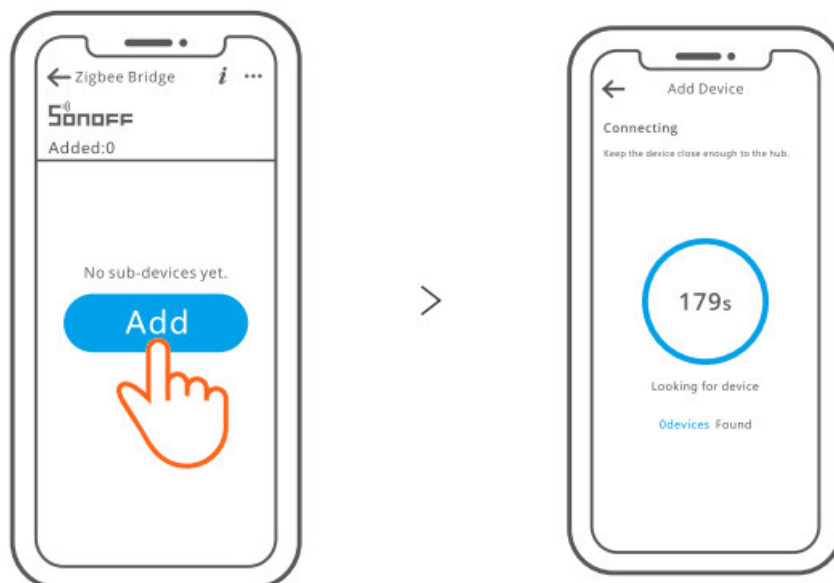 Zigbee Bridge i ...
SONOFF
Added:0
No sub-devices yet.
Add
>
Add Device
Connecting
Keep the device close enough to the hub.
179s
Looking for device
0devices Found